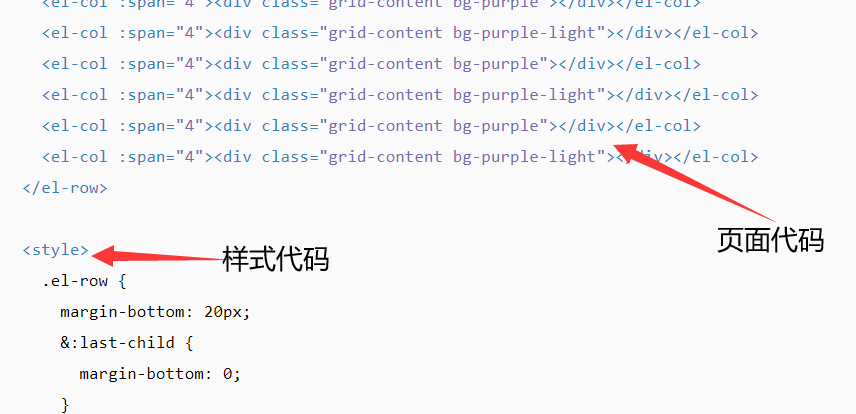 <el-col :span="4"><div class="grid-content bg-purple"></div></el-col>
<el-col :span="4"><div class="grid-content bg-purple-light"></div></el-col>
<el-col :span="4"><div class="grid-content bg-purple"></div></el-col>
<el-col :span="4"><div class="grid-content bg-purple-light"></div></el-col>
<el-col :span="4"><div class="grid-content bg-purple"></div></el-col>
<el-col :span="4"><div class="grid-content bg-purple-light"></div></el-col>
</el-row>
页面代码
<style>
样式代码
.el-row {
margin-bottom: 20px;
&:last-child {
margin-bottom: 0;
}